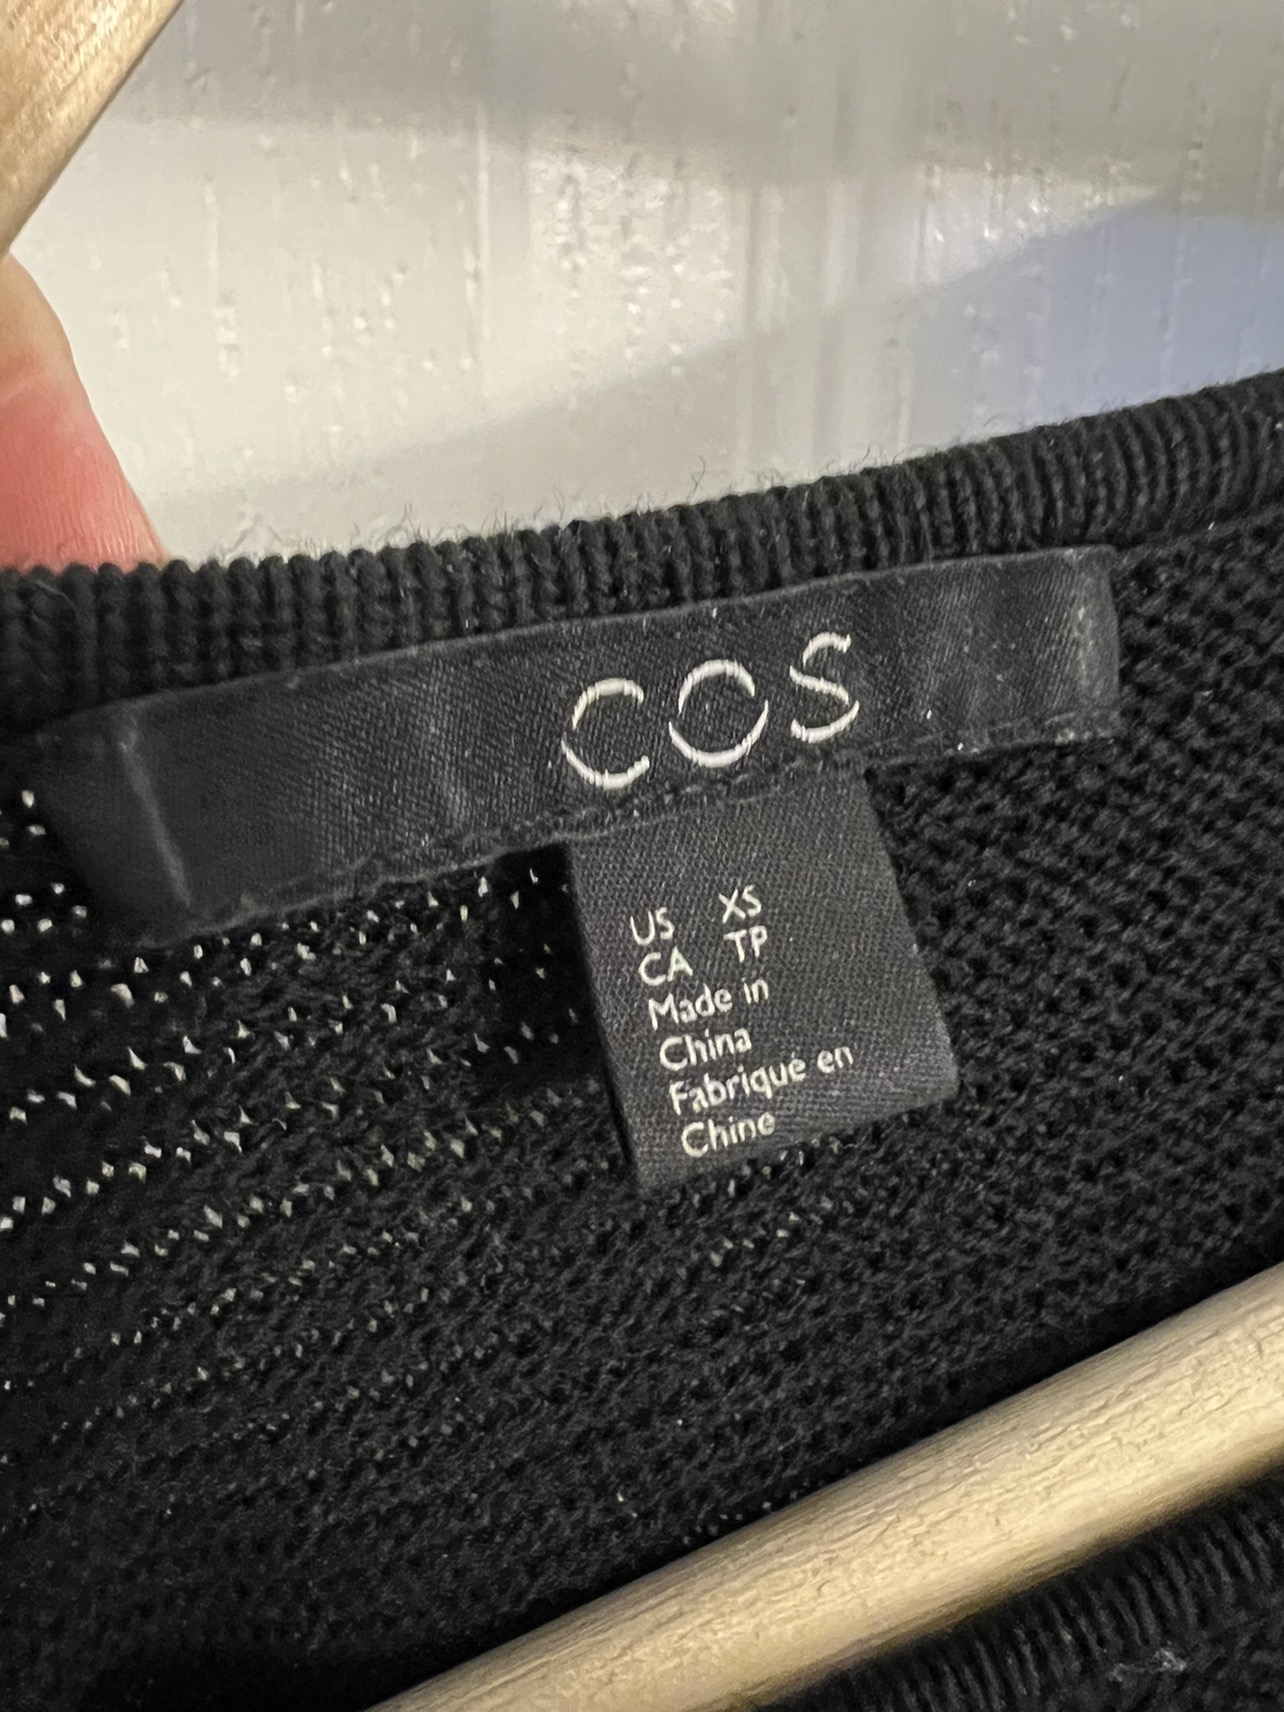 COS
US XS
CA TP
Made in
China
Fabriqué en
Chine